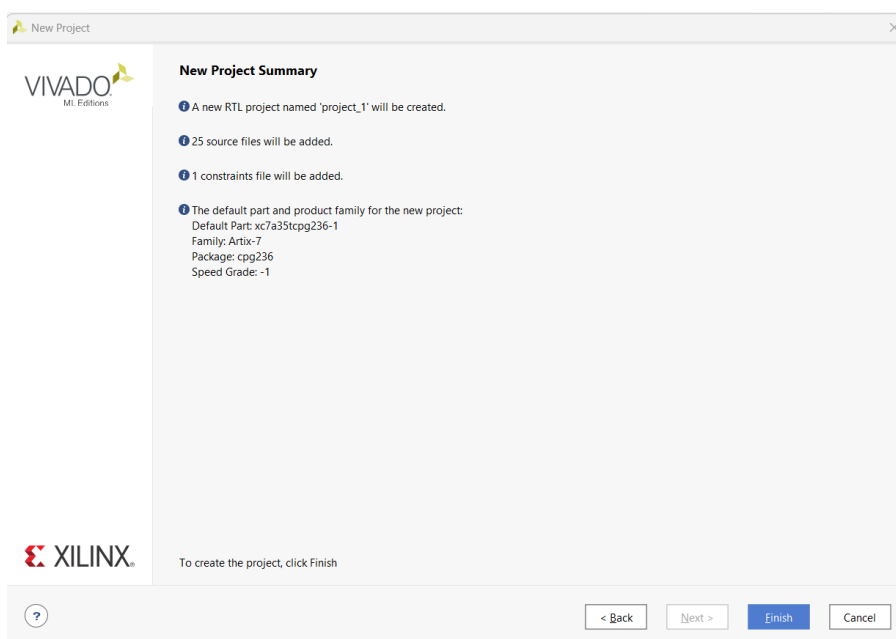 New Project
VIVADO
ML Editions
New Project Summary
A new RTL project named 'project_1' will be created.
25 source files will be added.
1 constraints file will be added.
The default part and product family for the new project:
Default Part: xc7a35tcpg236-1
Family: Artix-7
Package: cpg236
Speed Grade: -1
XILINX
To create the project, click Finish
?
< Back
Next >
Finish
Cancel